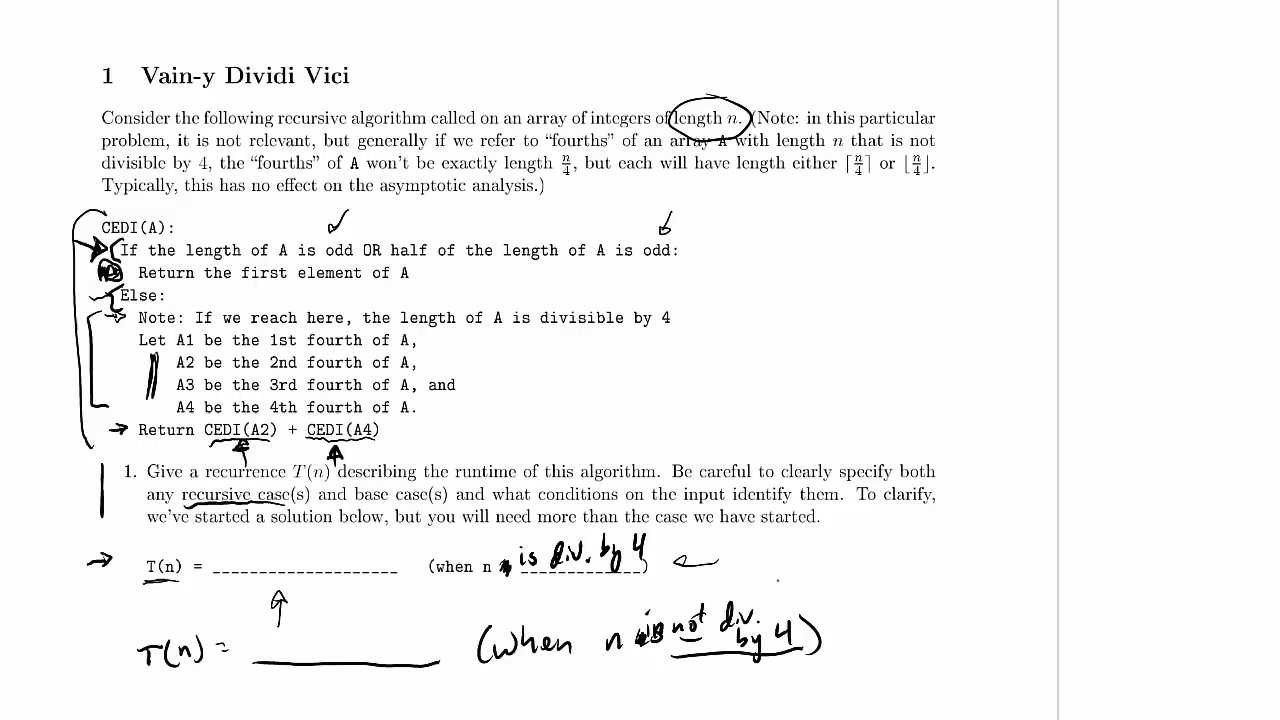 1 Vain-y Dividi Vici
Consider the following recursive algorithm called on an array of integers of length n. (Note: in this particular
problem, it is not relevant, but generally if we refer to “fourths” of an array A with length n that is not
divisible by 4, the “fourths” of A won’t be exactly length n/4, but each will have length either ⌈n/4⌉ or ⌊n/4⌋.
Typically, this has no effect on the asymptotic analysis.)
CEDI(A):
If the length of A is odd OR half of the length of A is odd:
Return the first element of A
Else:
Note: If we reach here, the length of A is divisible by 4
Let A1 be the 1st fourth of A,
A2 be the 2nd fourth of A,
A3 be the 3rd fourth of A, and
A4 be the 4th fourth of A.
Return CEDI(A2) + CEDI(A4)
1. Give a recurrence T(n) describing the runtime of this algorithm. Be careful to clearly specify both
any recursive case(s) and base case(s) and what conditions on the input identify them. To clarify,
we’ve started a solution below, but you will need more than the case we have started.
T(n) = ____________________ (when n is div. by 4 _____________)
T(n) = __________ (when n is not div. by 4)